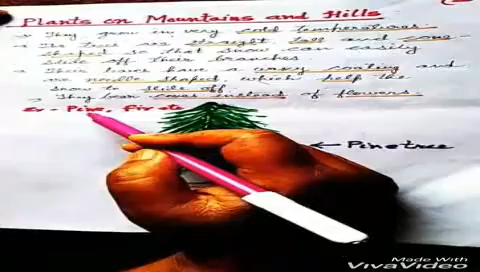 Plants on Mountains and Hills
→ They grow in very cold temperatures.
→ The trees are straight tall and cone-
shaped so that snow can easily
slide off their branches
→ Their leaves have a waxy coating and
are needle shaped which help the
snow to slide off.
→ They bear cones instead of flowers.
Ex - Pine, fir etc
← Pine tree
Made With
VivaVideo